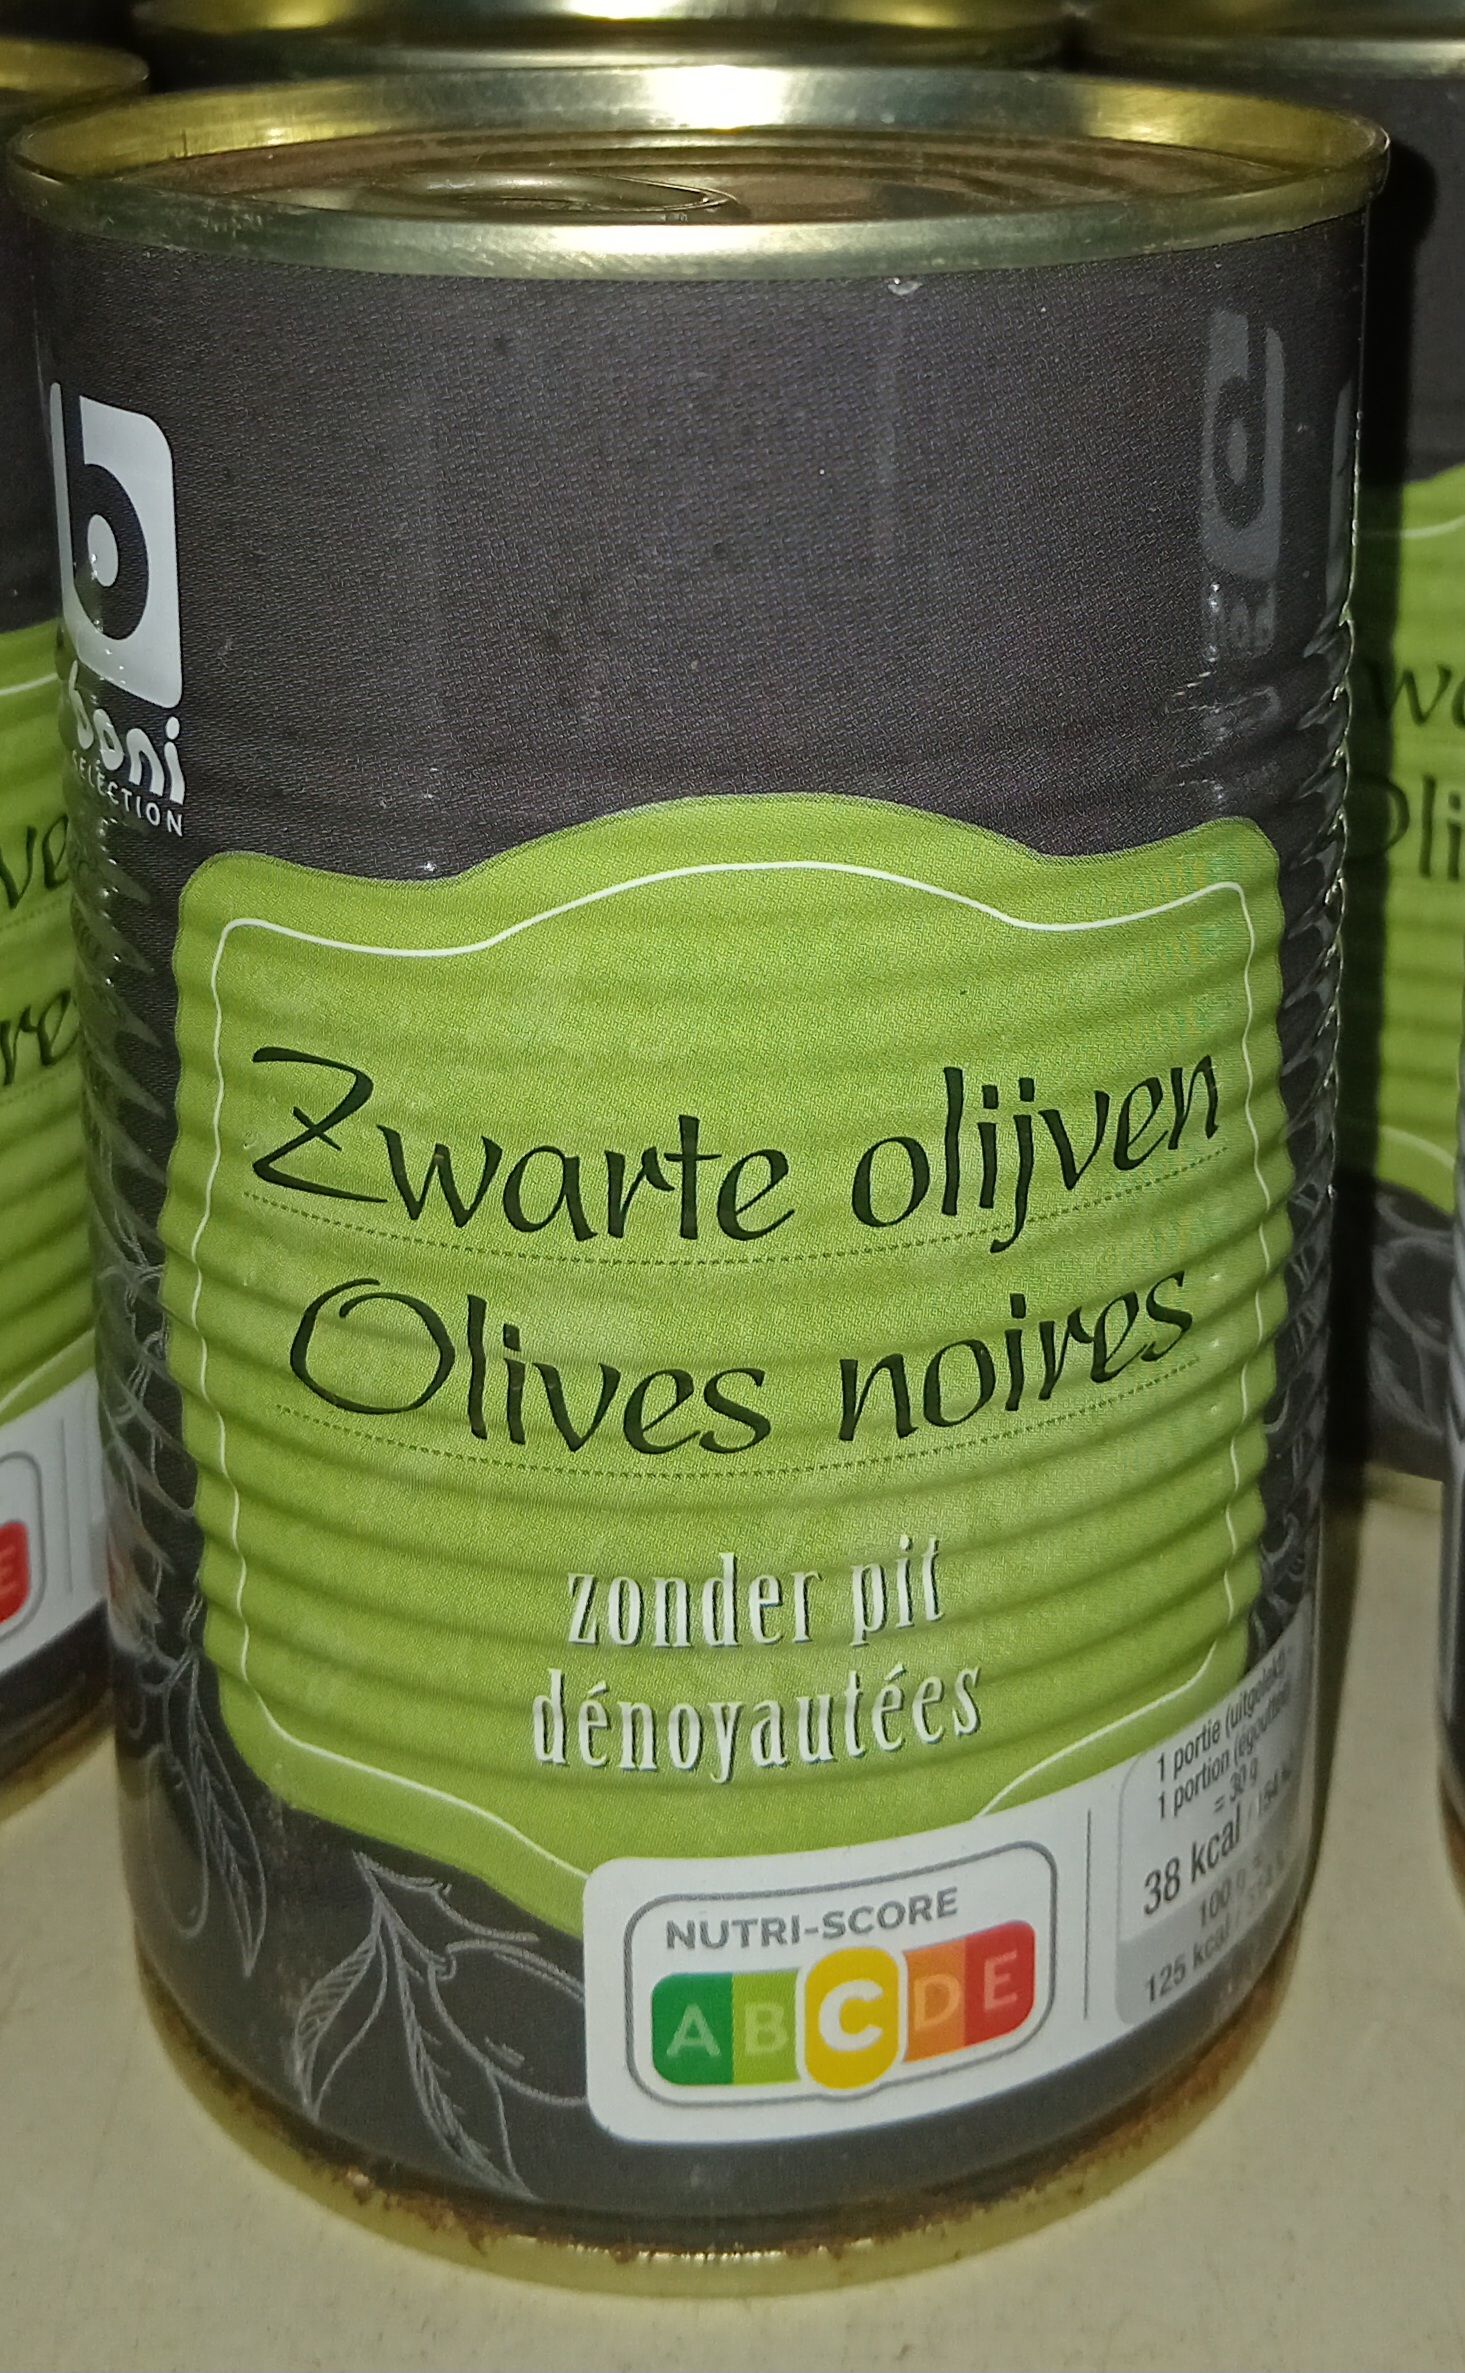 b
boni
SELECTION
Zwarte olijven
Olives noires
zonder pit
dénoyautées
NUTRI-SCORE
A B C D E
1 portie (uitgelekt)
1 portion (égoutté)
= 30 g
38 kcal /
100 g =
125 kcal /